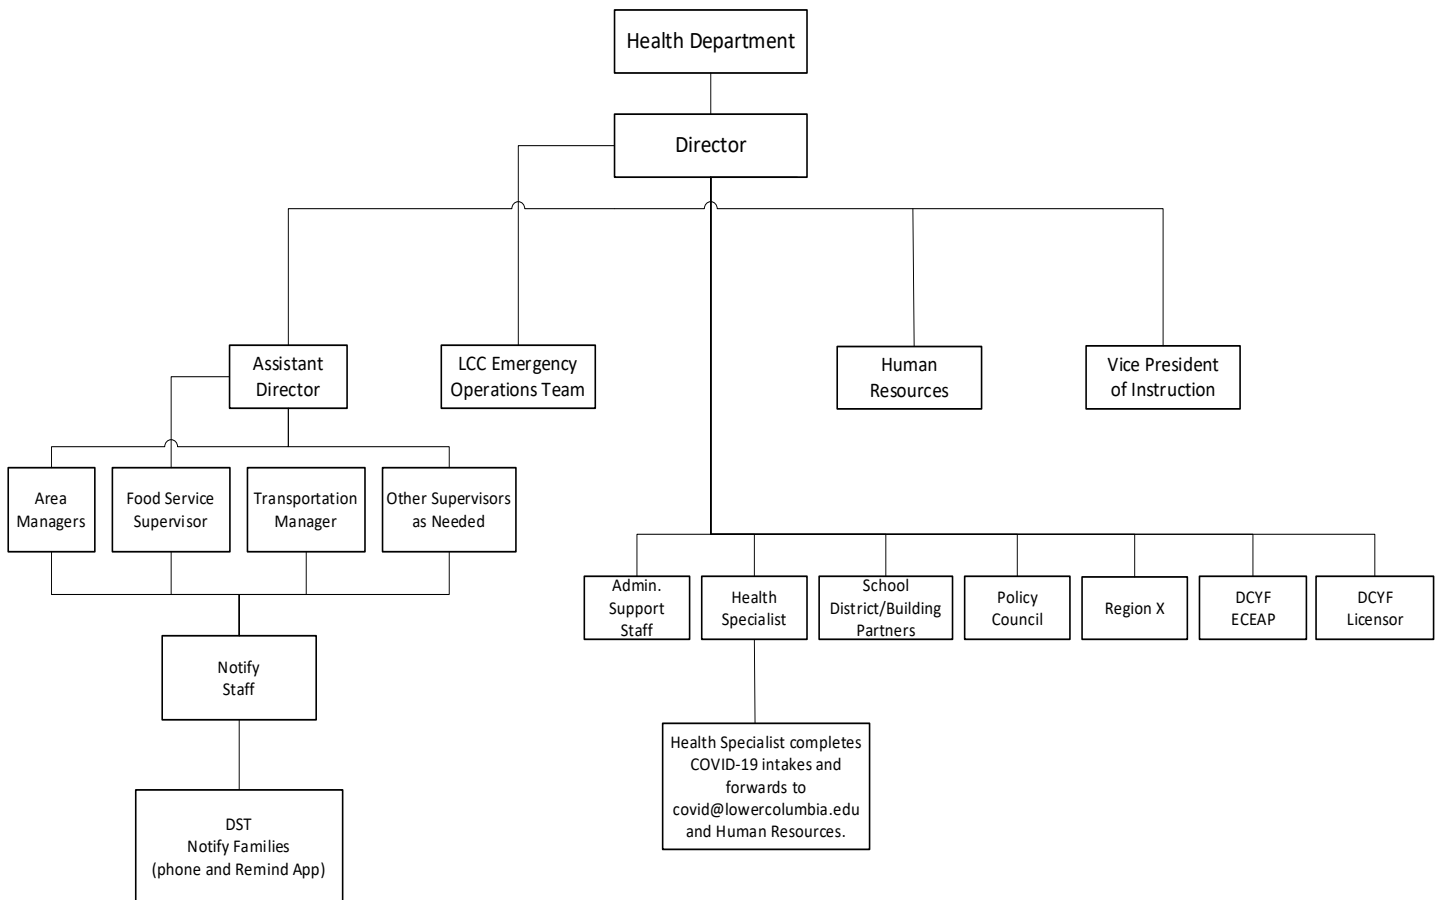 Health Department
Director
Assistant
Director
LCC Emergency
Operations Team
Human
Resources
Vice President
of Instruction
Area
Managers
Food Service
Supervisor
Transportation
Manager
Other Supervisors
as Needed
Admin.
Support
Staff
Health
Specialist
School
District/Building
Partners
Policy
Council
Region X
DCYF
ECEAP
DCYF
Licensor
Notify
Staff
Health Specialist completes
COVID-19 intakes and
forwards to
covid@lowercolumbia.edu
and Human Resources.
DST
Notify Families
(phone and Remind App)